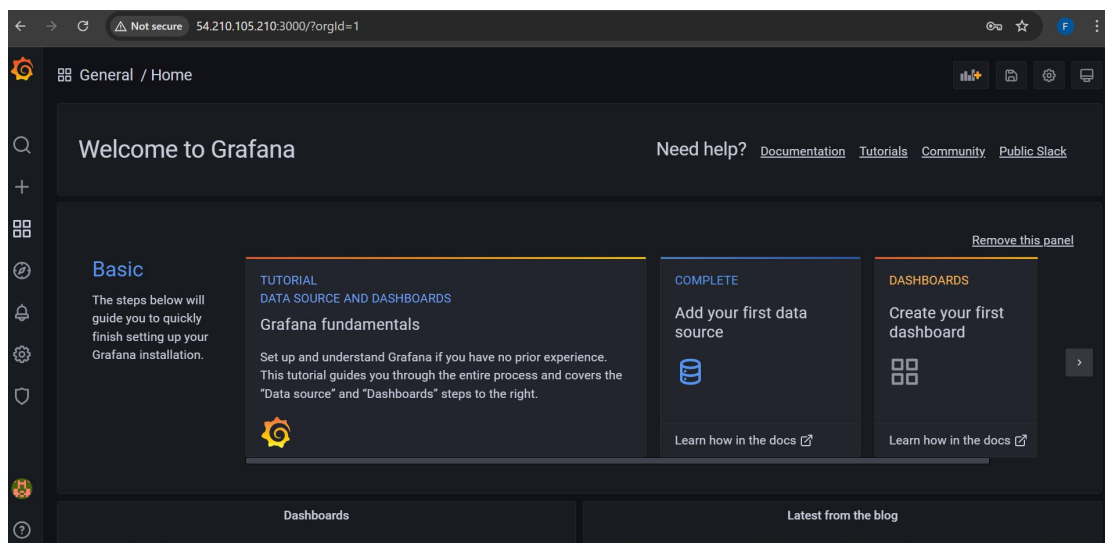 Not secure 54.210.105.210:3000/?orgId=1
F
General / Home
Welcome to Grafana
Need help? Documentation Tutorials Community Public Slack
Remove this panel
Basic
The steps below will
guide you to quickly
finish setting up your
Grafana installation.
TUTORIAL
DATA SOURCE AND DASHBOARDS
Grafana fundamentals
Set up and understand Grafana if you have no prior experience.
This tutorial guides you through the entire process and covers the
"Data source" and "Dashboards" steps to the right.
COMPLETE
Add your first data
source
Learn how in the docs
DASHBOARDS
Create your first
dashboard
Learn how in the docs
Dashboards
Latest from the blog